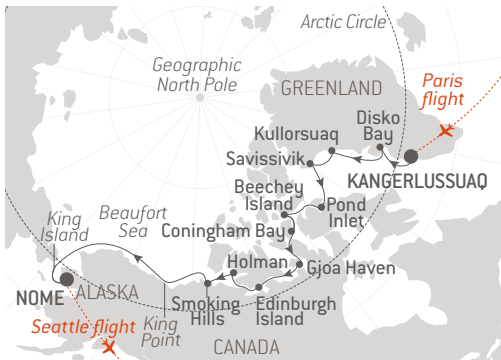 Arctic Circle
Geographic
North Pole
GREENLAND
Paris
flight
Disko
Bay
Kullorsuaq
Savissivik
KANGERLUSSUAQ
Beechey
Island
Pond
Inlet
King
Island
Beaufort
Sea
Coningham Bay
Holman
Gjoa Haven
NOME
ALASKA
Smoking
Hills
Edinburgh
Island
King
Point
Seattle flight
CANADA